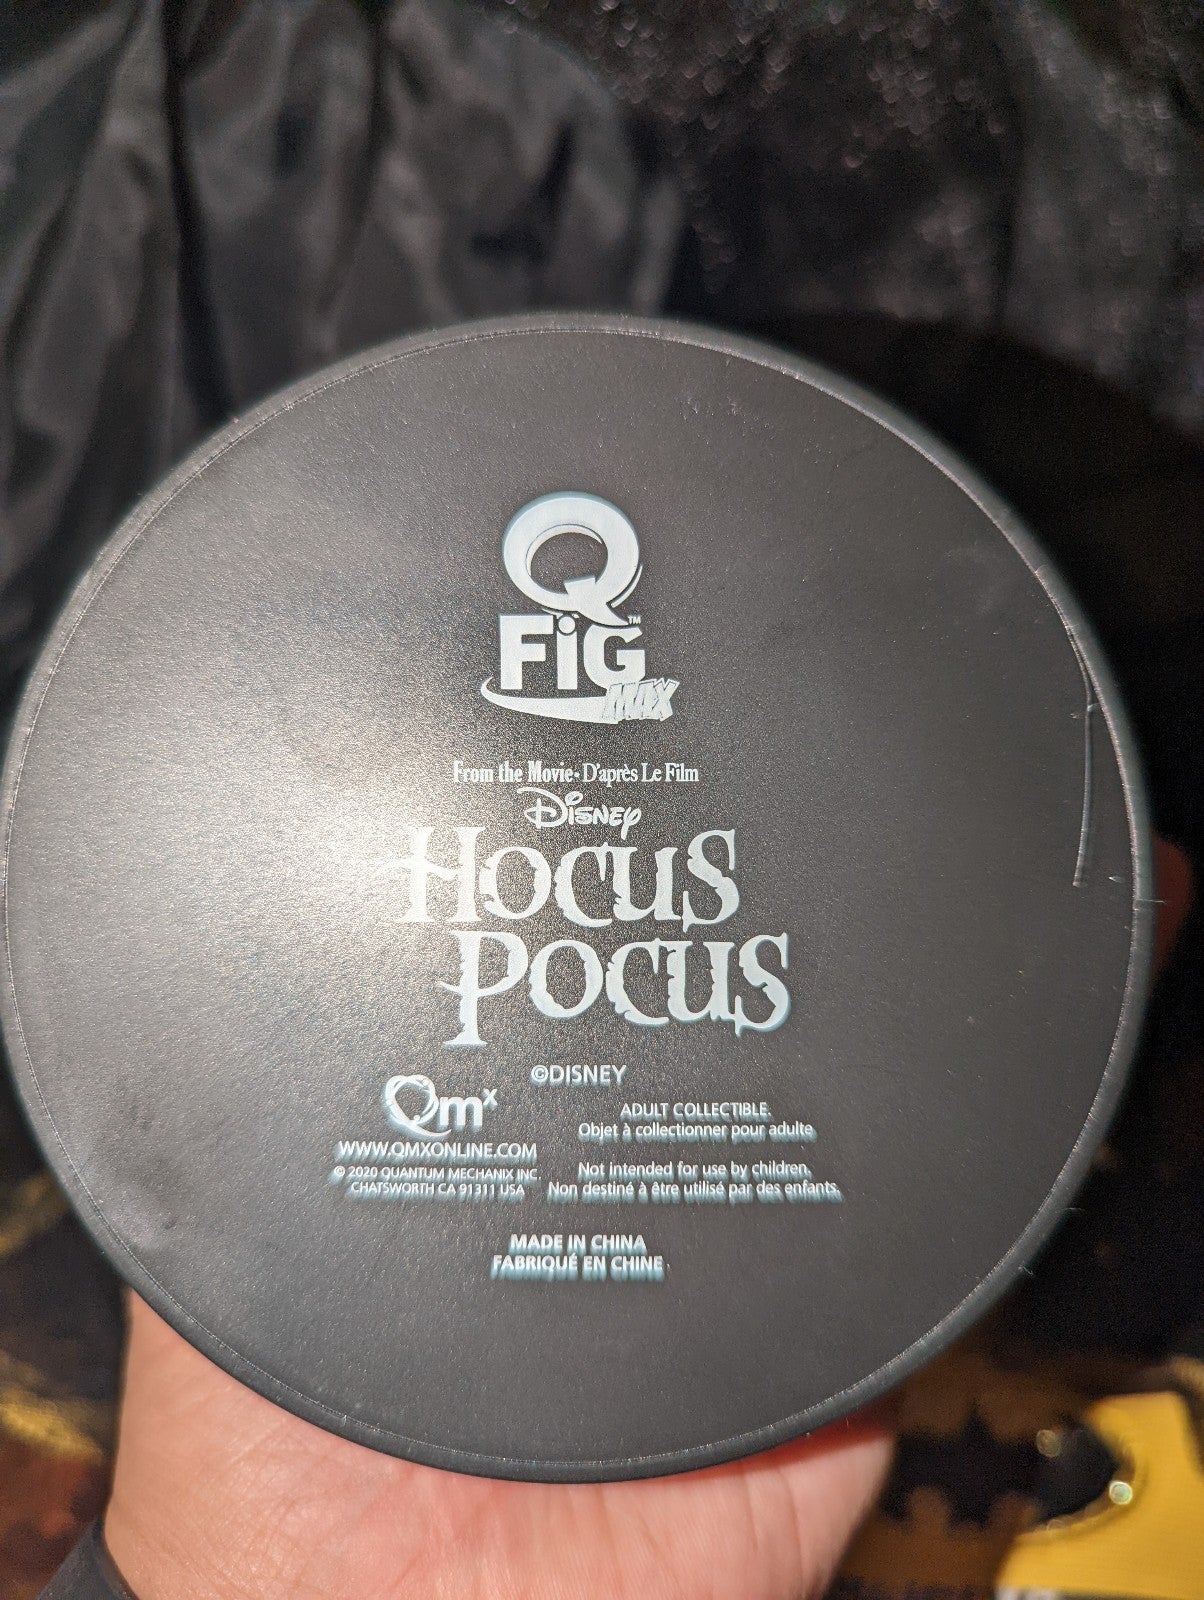 Q
FiG™
MAX
From the Movie • D'après Le Film
Disney
HOCUS
POCUS
©DISNEY
Qmx
WWW.QMXONLINE.COM
© 2020 QUANTUM MECHANIX INC.
CHATSWORTH CA 91311 USA
ADULT COLLECTIBLE.
Objet à collectionner pour adulte
Not intended for use by children.
Non destiné à être utilisé par des enfants.
MADE IN CHINA
FABRIQUÉ EN CHINE